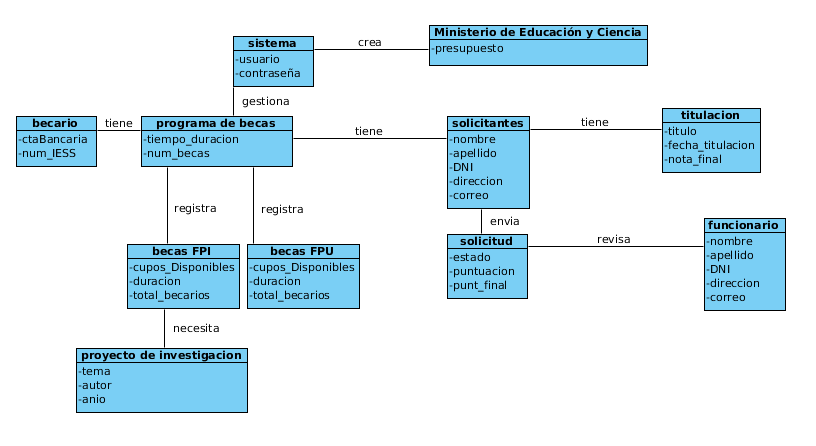 Ministerio de Educación y Ciencia
-presupuesto
crea
sistema
-usuario
-contraseña
gestiona
becario
-ctaBancaria
-num_IESS
tiene
programa de becas
-tiempo_duracion
-num_becas
tiene
solicitantes
-nombre
-apellido
-DNI
-direccion
-correo
tiene
titulacion
-titulo
-fecha_titulacion
-nota_final
registra
registra
envia
solicitud
-estado
-puntuacion
-punt_final
revisa
funcionario
-nombre
-apellido
-DNI
-direccion
-correo
becas FPI
-cupos_Disponibles
-duracion
-total_becarios
becas FPU
-cupos_Disponibles
-duracion
-total_becarios
necesita
proyecto de investigacion
-tema
-autor
-anio